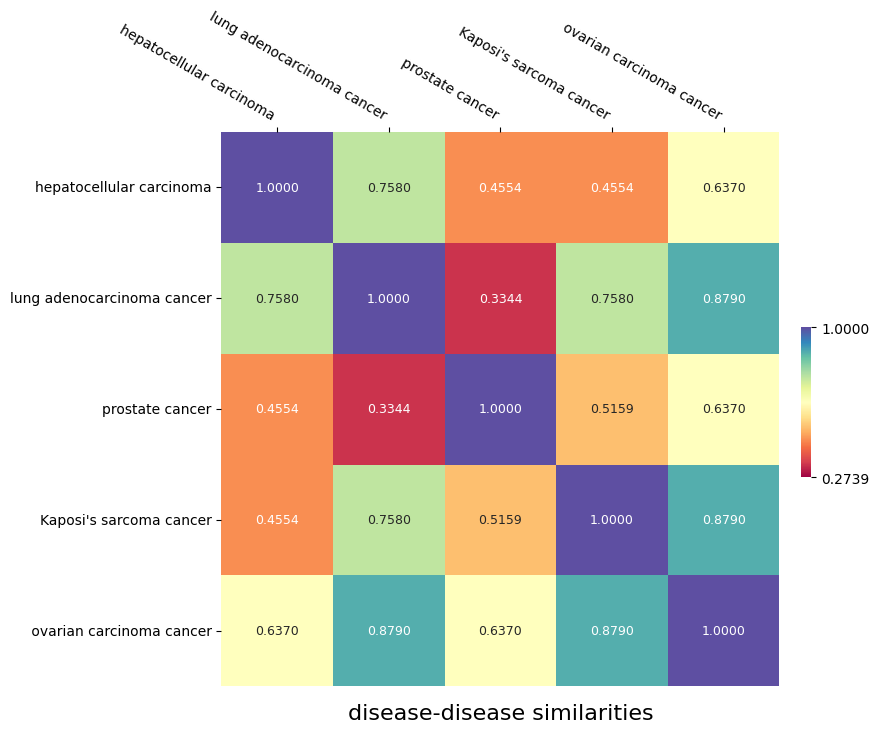 hepatocellular carcinoma
lung adenocarcinoma cancer
prostate cancer
Kaposi's sarcoma cancer
ovarian carcinoma cancer
hepatocellular carcinoma 1.0000 0.7580 0.4554 0.4554 0.6370
lung adenocarcinoma cancer 0.7580 1.0000 0.3344 0.7580 0.8790
prostate cancer 0.4554 0.3344 1.0000 0.5159 0.6370
Kaposi's sarcoma cancer 0.4554 0.7580 0.5159 1.0000 0.8790
ovarian carcinoma cancer 0.6370 0.8790 0.6370 0.8790 1.0000
1.0000
0.2739
disease-disease similarities